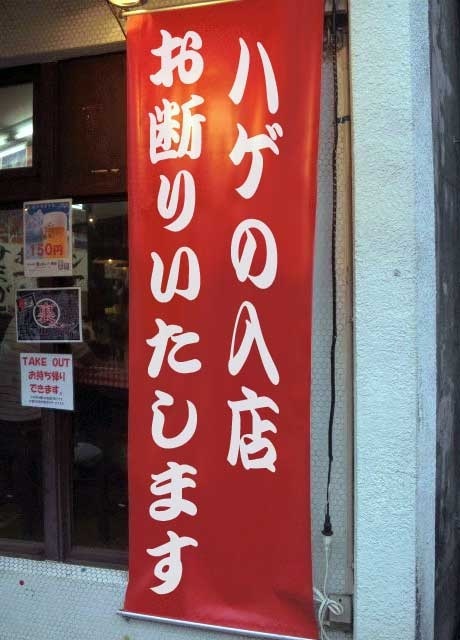 ハゲの入店
お断りいたします
150円
TAKE OUT
お持ち帰り
できます。